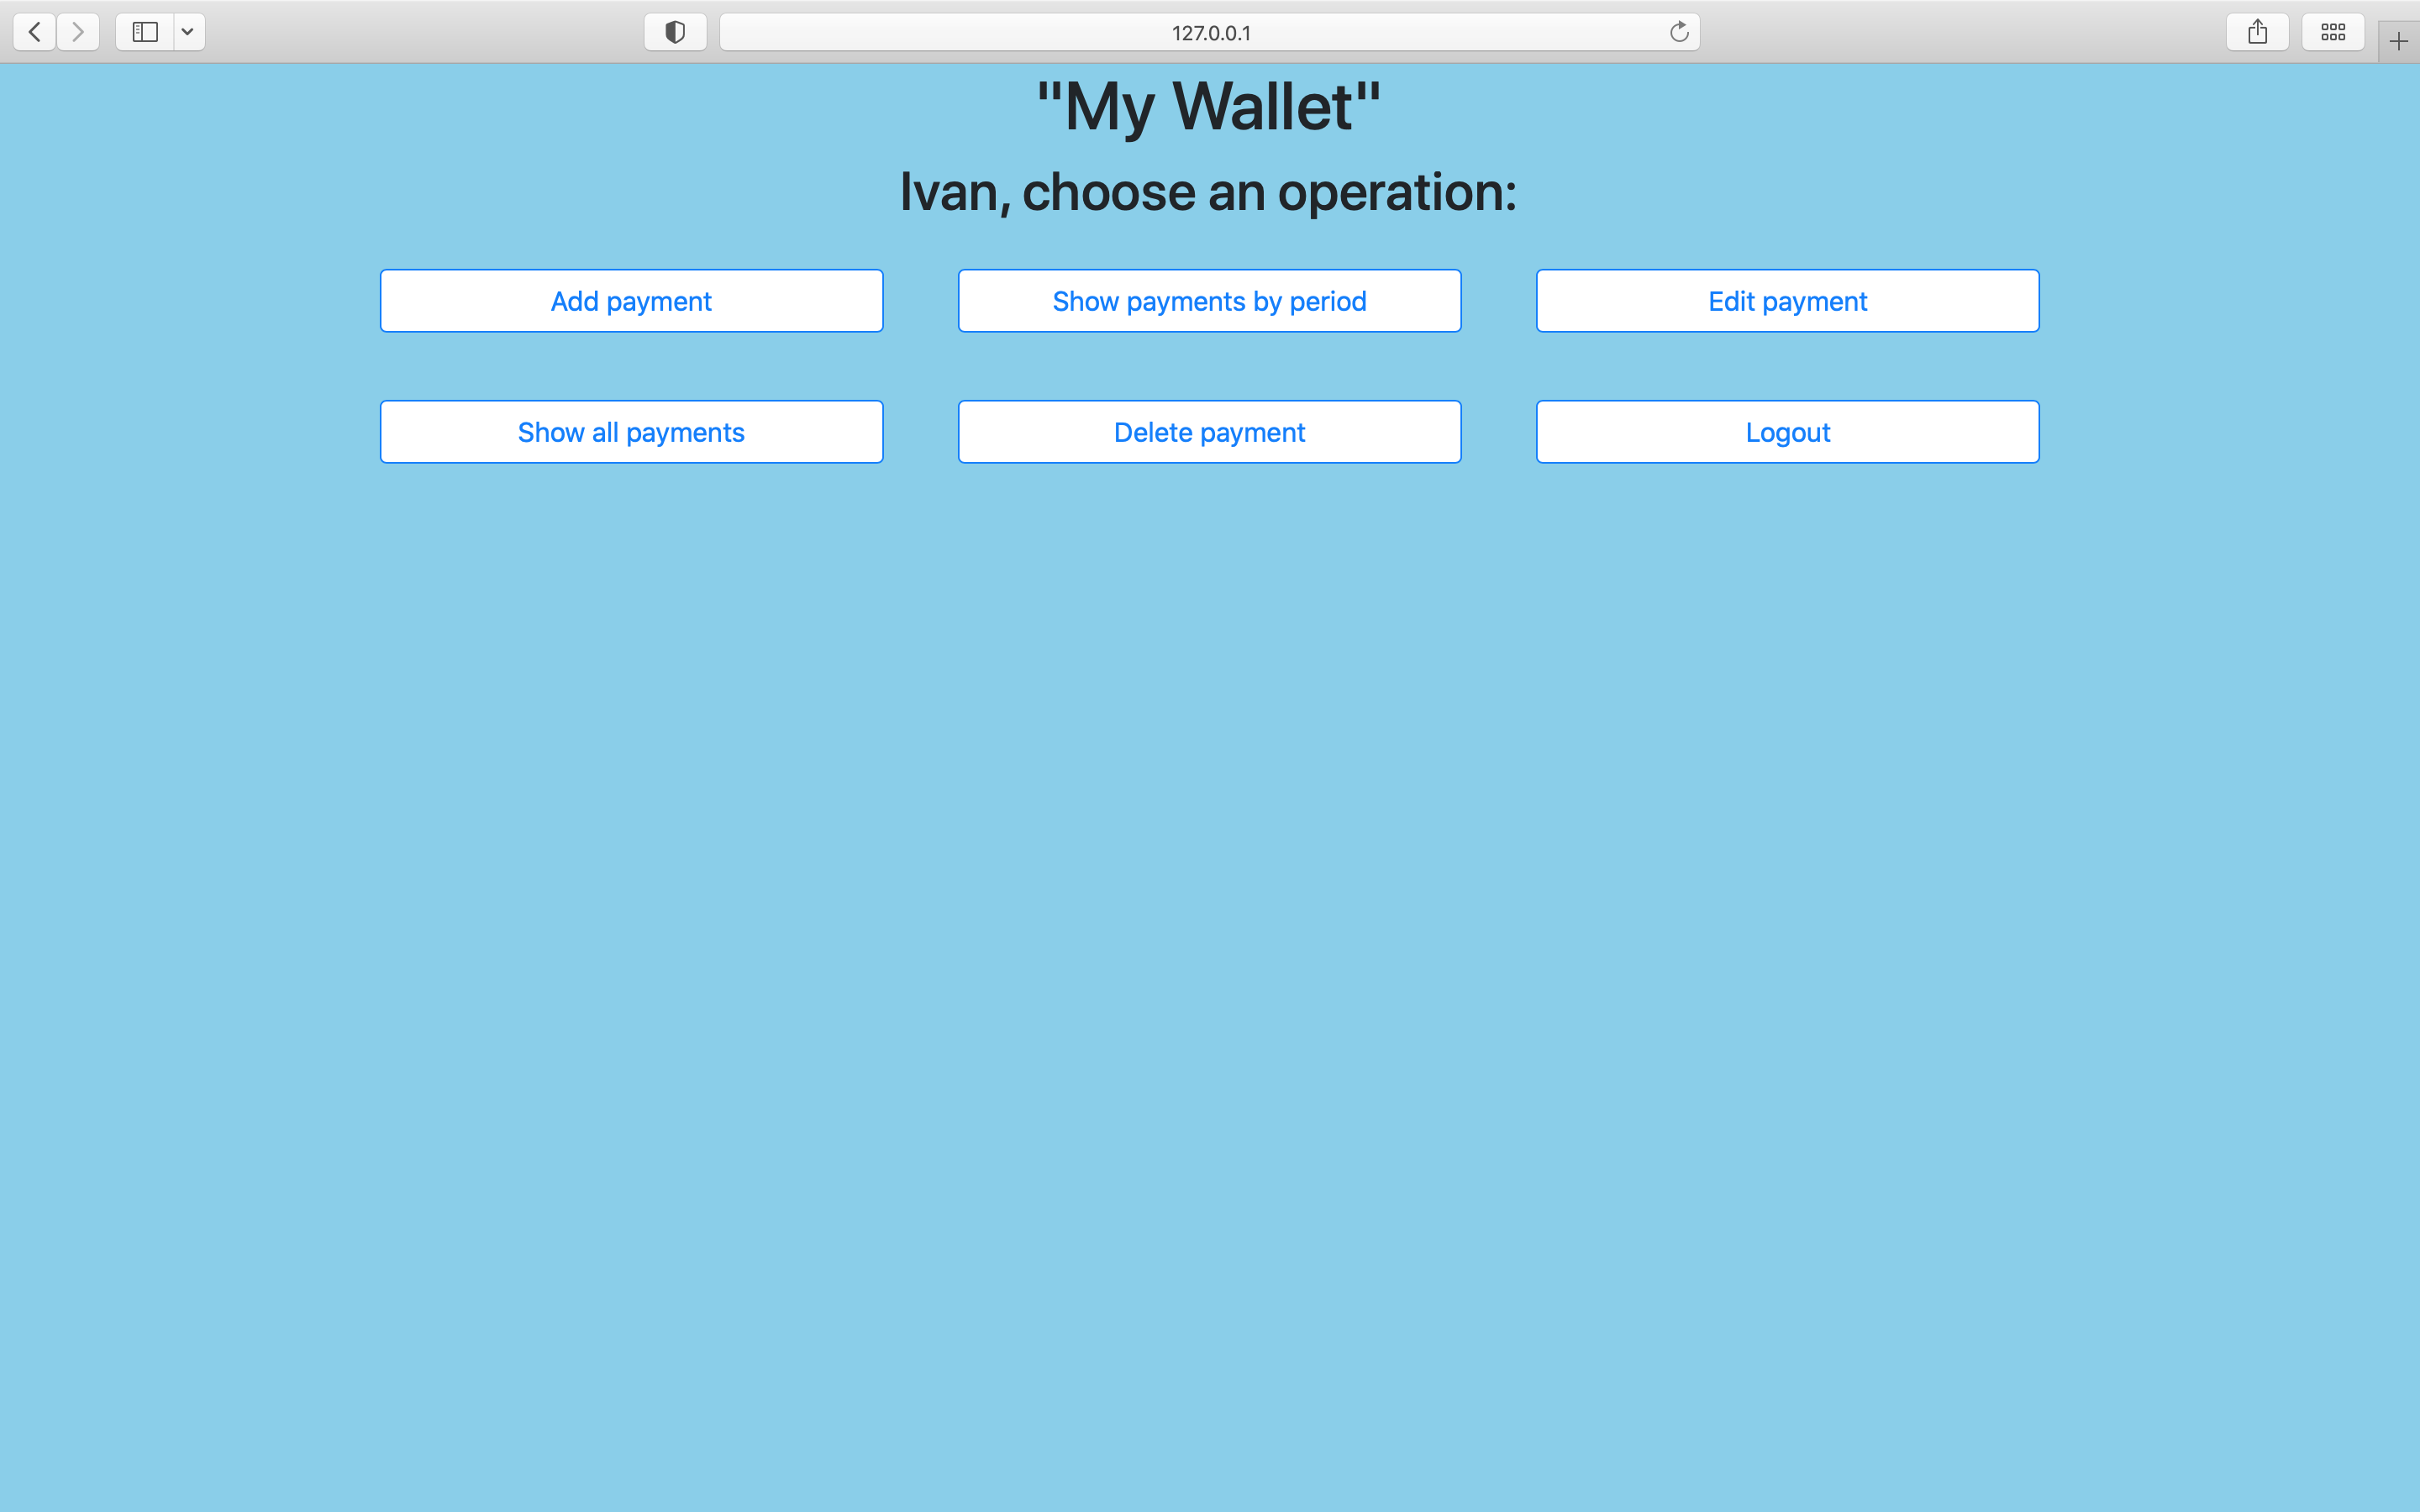 127.0.0.1
"My Wallet"
Ivan, choose an operation:
Add payment
Show payments by period
Edit payment
Show all payments
Delete payment
Logout